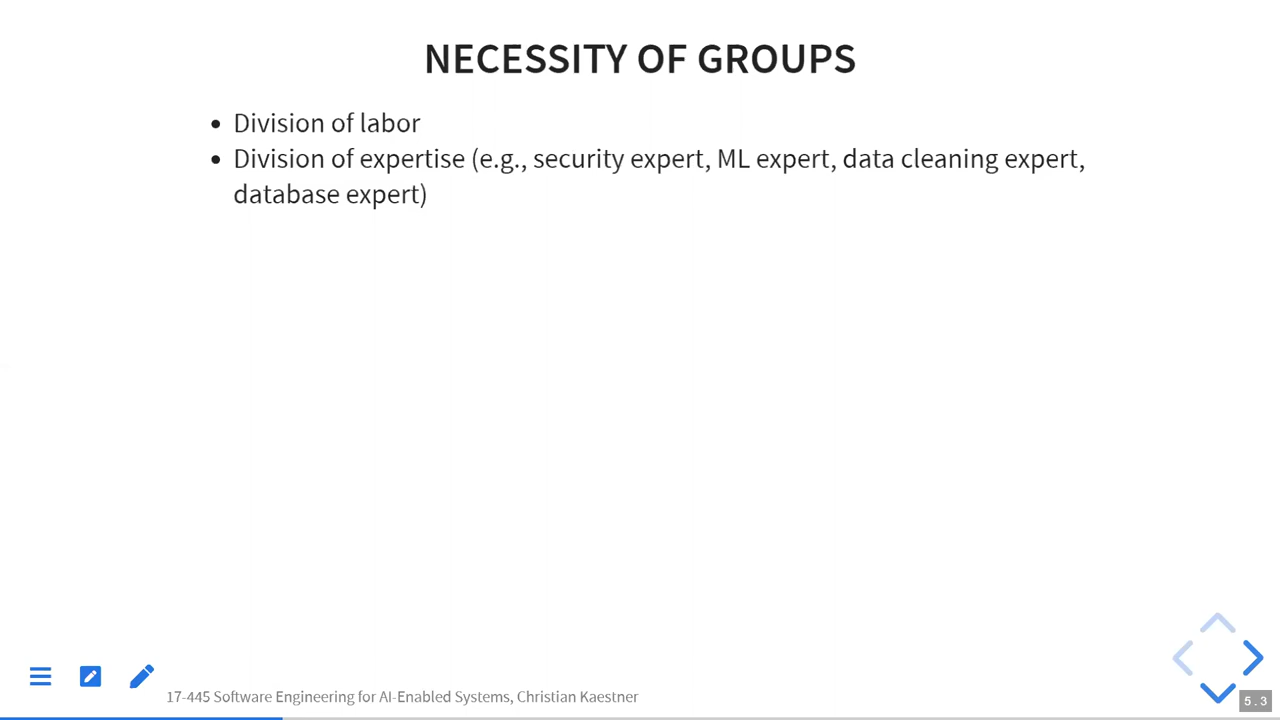 NECESSITY OF GROUPS
• Division of labor
• Division of expertise (e.g., security expert, ML expert, data cleaning expert,
database expert)
17-445 Software Engineering for AI-Enabled Systems, Christian Kaestner
5 . 3